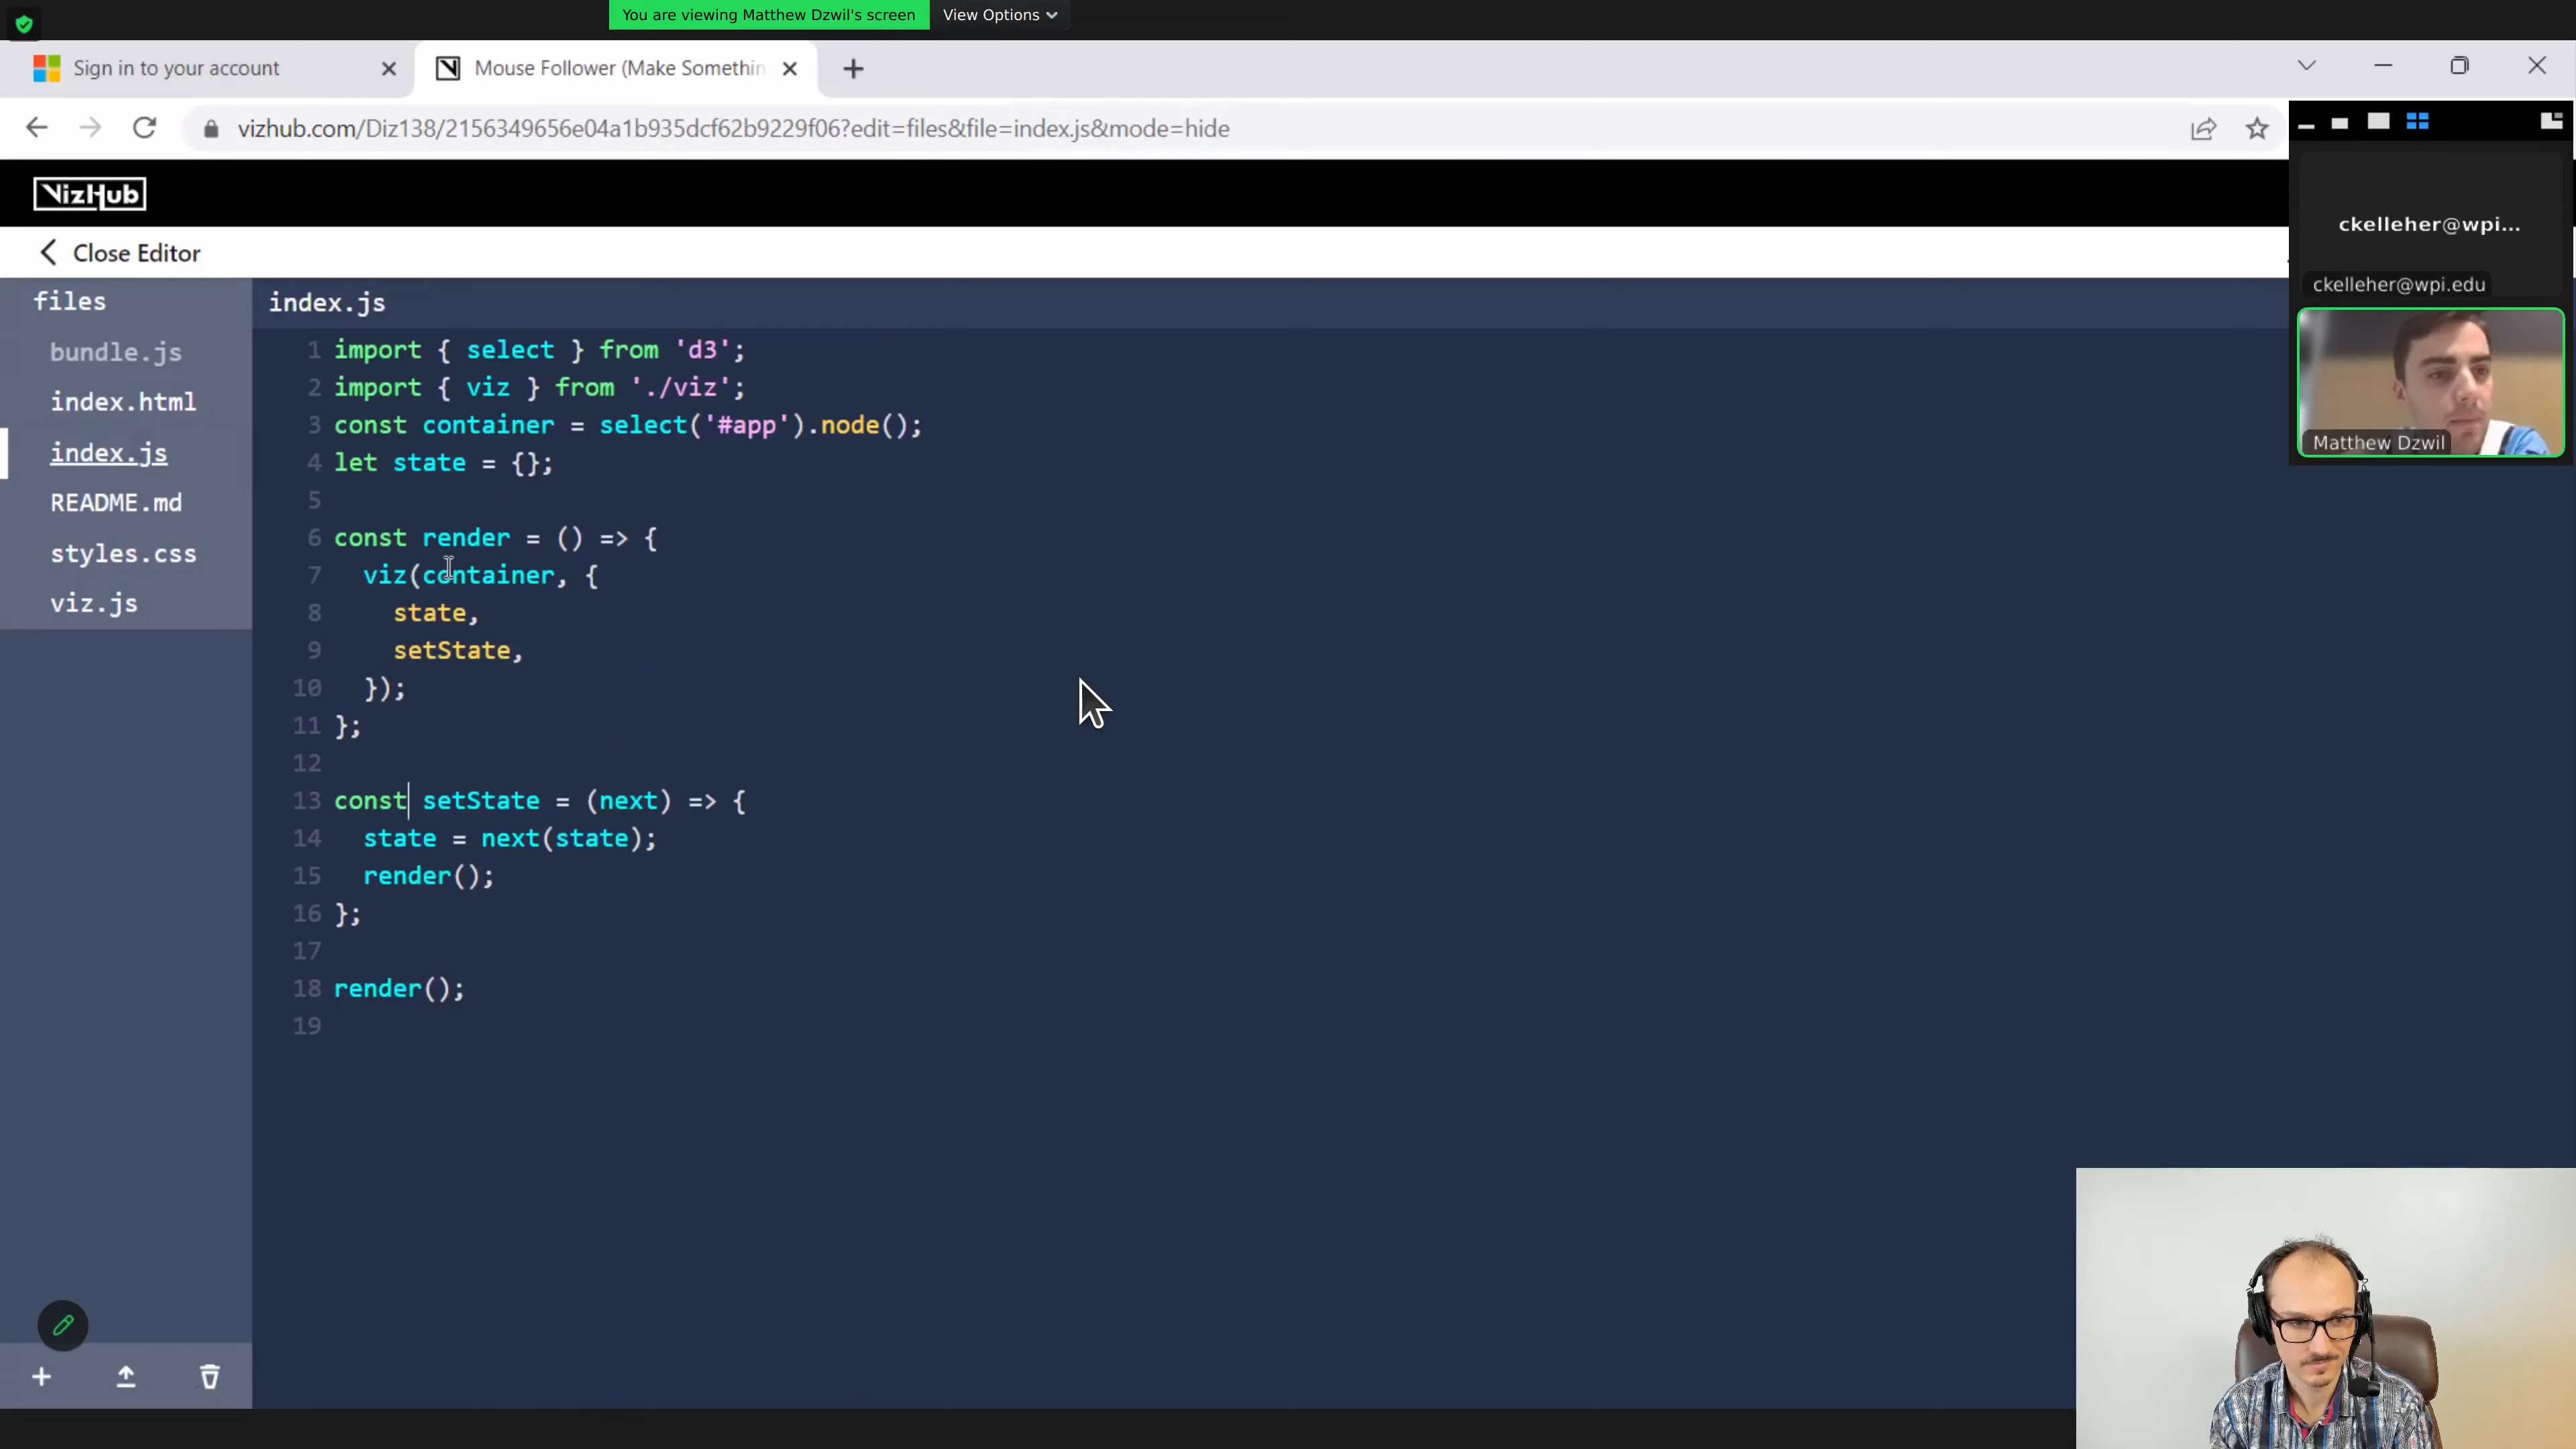 You are viewing Matthew Dzwil's screen View Options
Sign in to your account
Mouse Follower (Make Somethin
vizhub.com/Diz138/2156349656e04a1b935dcf62b9229f06?edit=files&file=index.js&mode=hide
VizHub
ckelleher@wpi...
ckelleher@wpi.edu
Matthew Dzwil
Close Editor
files
bundle.js
index.html
index.js
README.md
styles.css
viz.js
index.js
1 import { select } from 'd3';
2 import { viz } from './viz';
3 const container = select('#app').node();
4 let state = {};
5
6 const render = () => {
7   viz(container, {
8     state,
9     setState,
10   });
11 };
12
13 const setState = (next) => {
14   state = next(state);
15   render();
16 };
17
18 render();
19